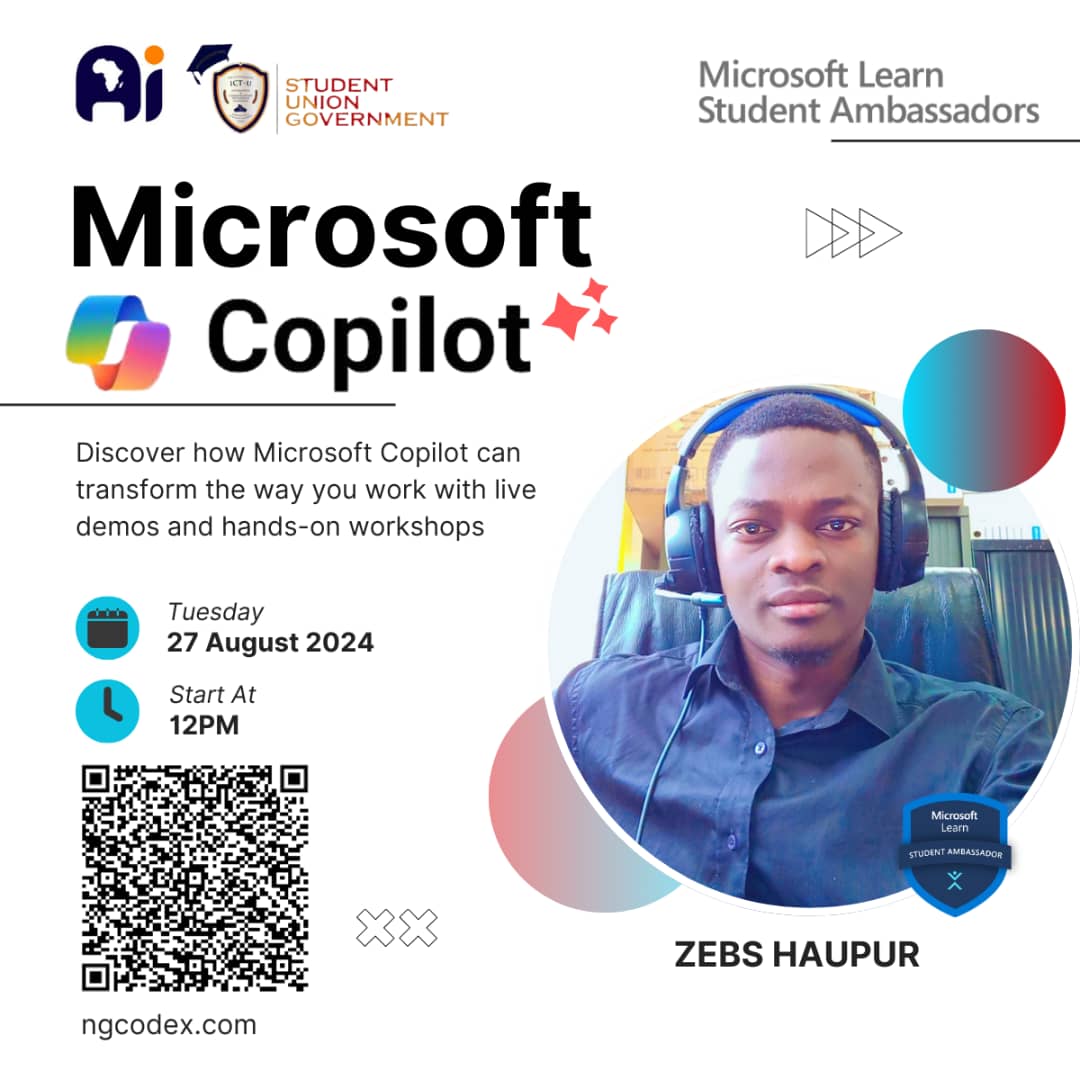 Ai
ICT-U
STUDENT
UNION
GOVERNMENT
Microsoft Learn
Student Ambassadors
Microsoft
Copilot
Discover how Microsoft Copilot can
transform the way you work with live
demos and hands-on workshops
Tuesday
27 August 2024
Start At
12PM
ngcodex.com
Microsoft
Learn
STUDENT AMBASSADOR
ZEBS HAUPUR